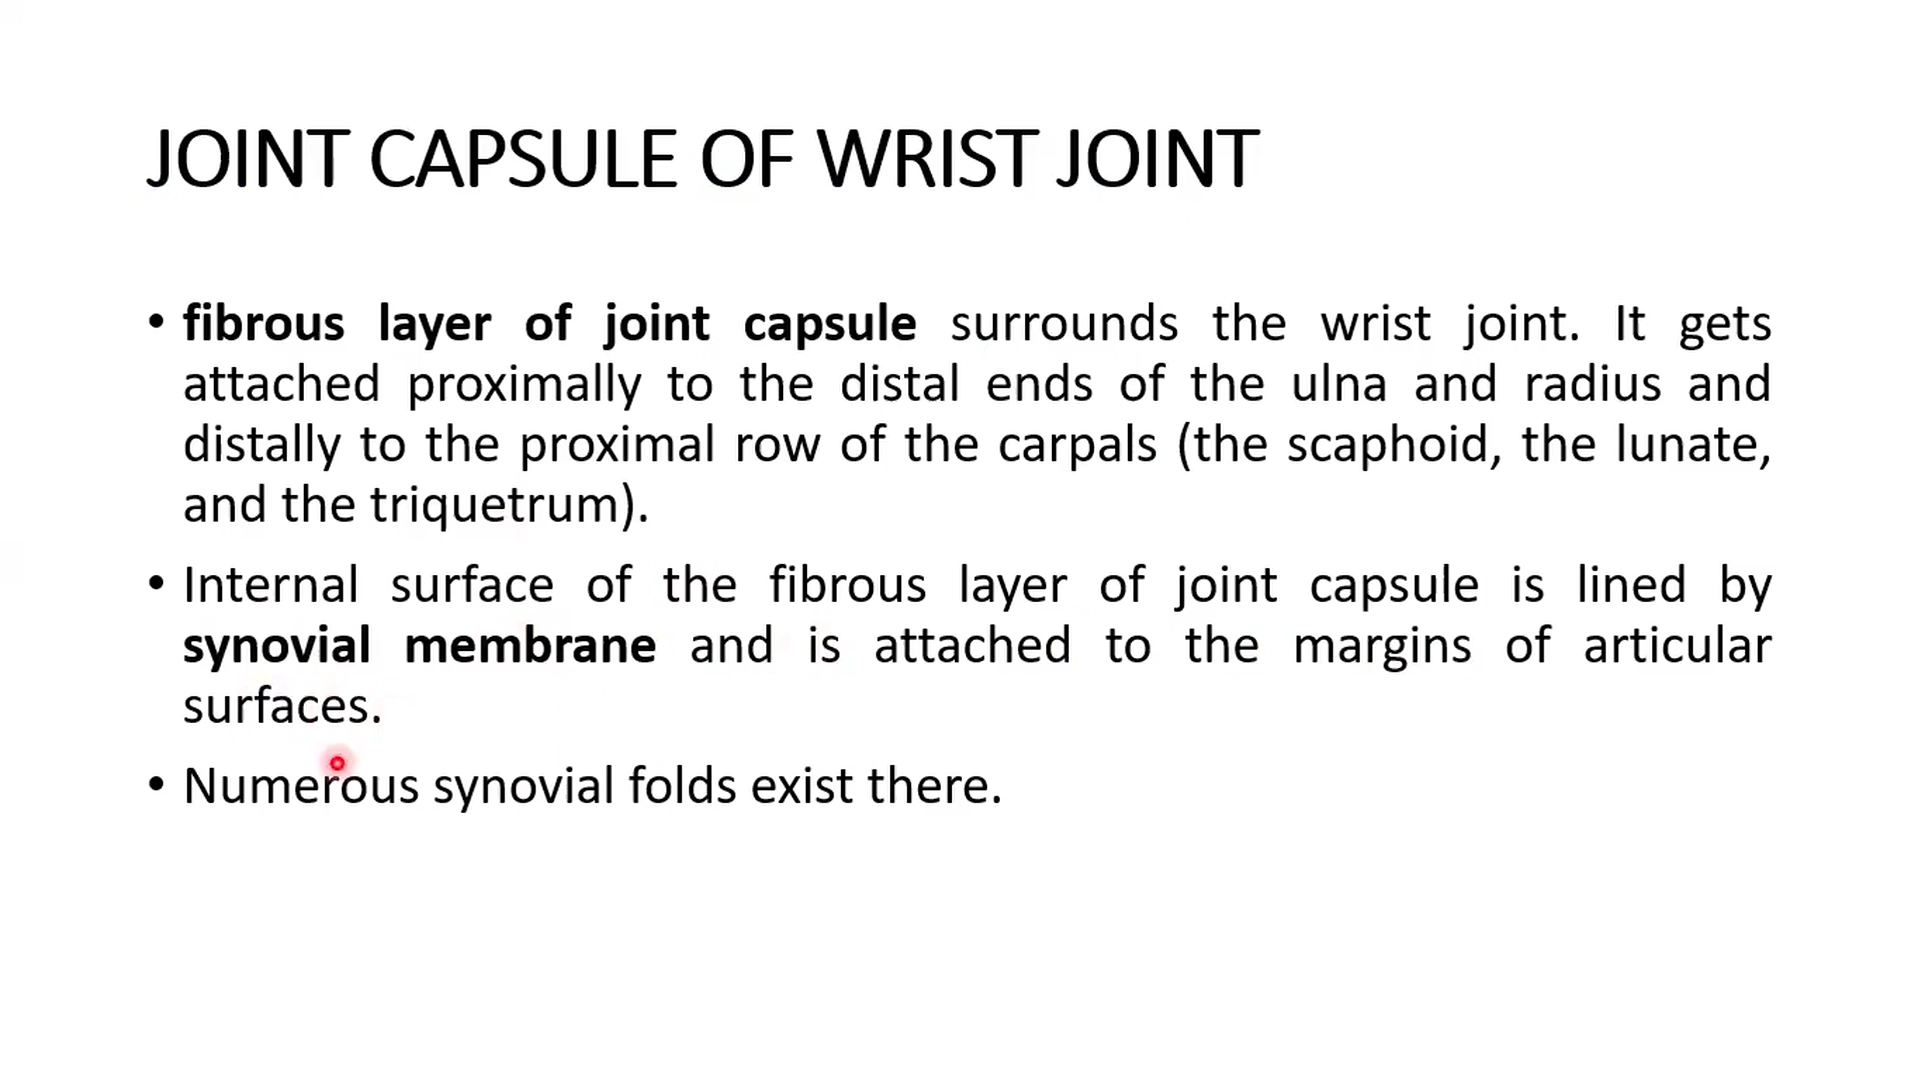 JOINT CAPSULE OF WRIST JOINT
• fibrous layer of joint capsule surrounds the wrist joint. It gets
attached proximally to the distal ends of the ulna and radius and
distally to the proximal row of the carpals (the scaphoid, the lunate,
and the triquetrum).
• Internal surface of the fibrous layer of joint capsule is lined by
synovial membrane and is attached to the margins of articular
surfaces.
• Numerous synovial folds exist there.